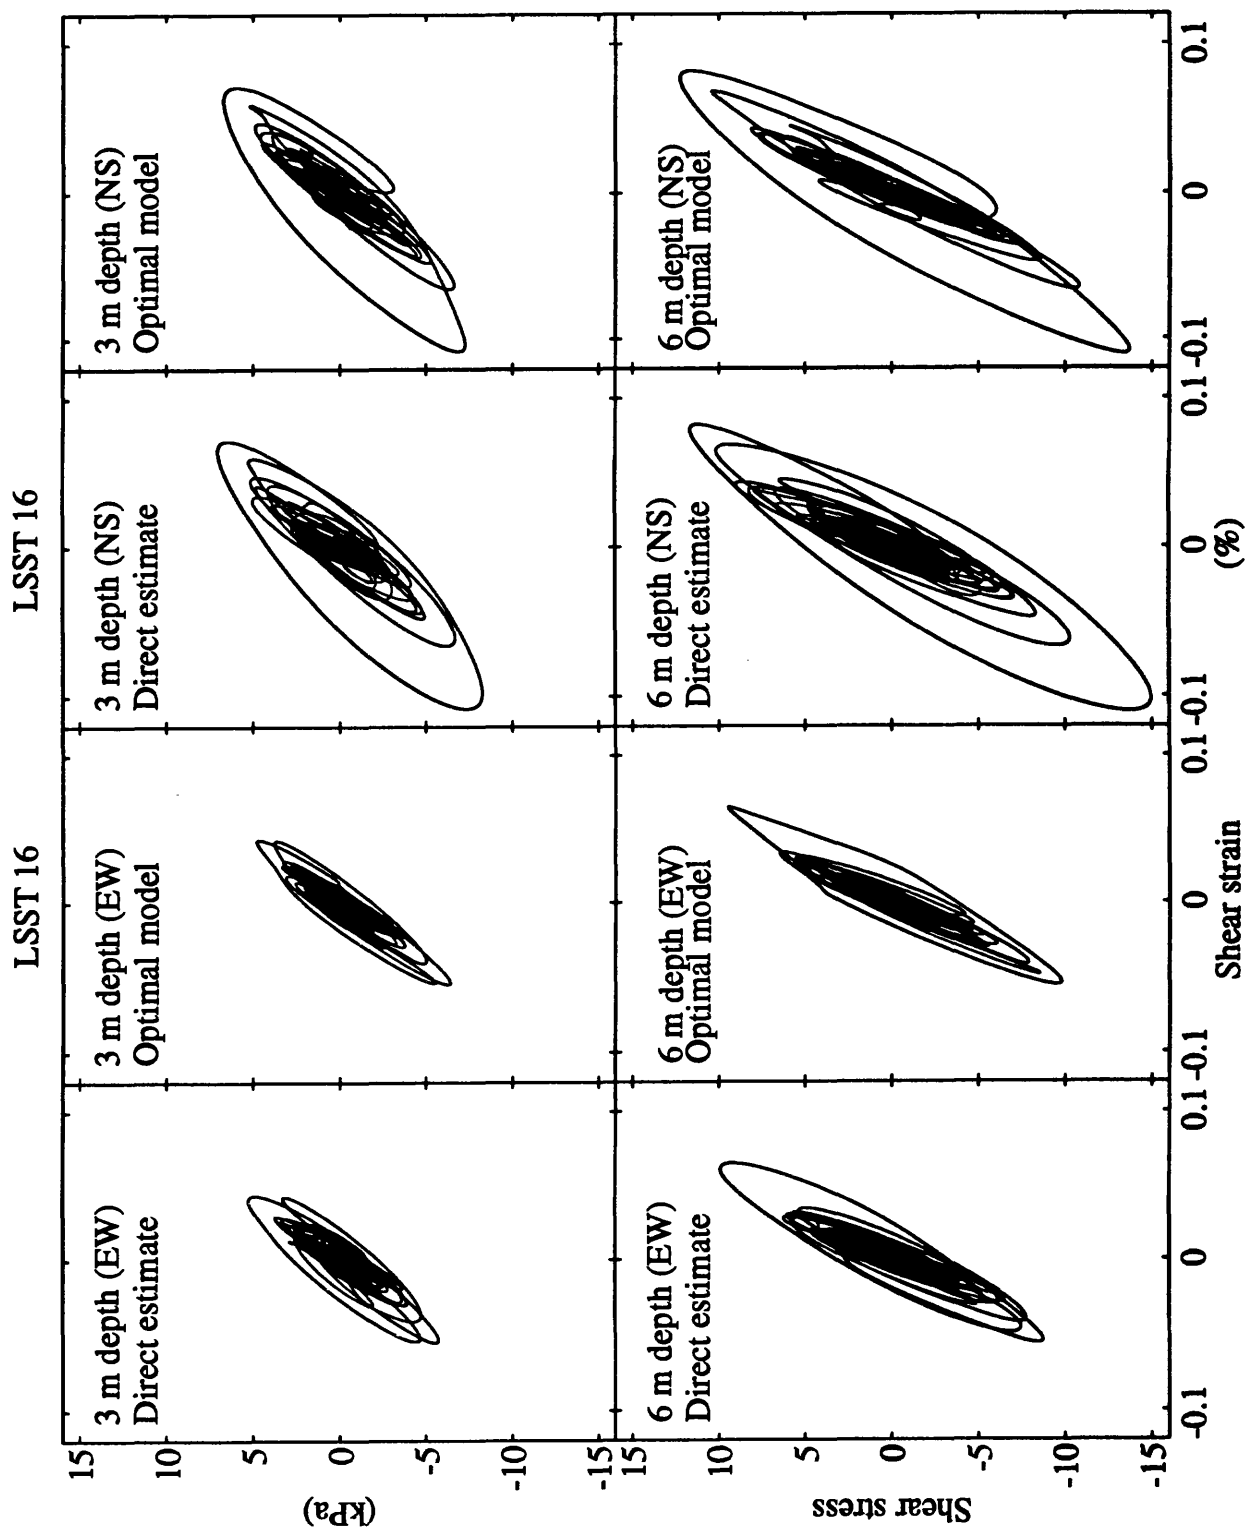 LSST 16
LSST 16
15
10
5
0
-5
-10
-15
(kPa)
3 m depth (EW)
Direct estimate
3 m depth (EW)
Optimal model
3 m depth (NS)
Direct estimate
3 m depth (NS)
Optimal model
15
10
5
0
-5
-10
-15
Shear stress
6 m depth (EW)
Direct estimate
6 m depth (EW)
Optimal model
6 m depth (NS)
Direct estimate
6 m depth (NS)
Optimal model
-0.1 0 0.1
-0.1 0 0.1
-0.1 0 0.1
-0.1 0 0.1
Shear strain (%)